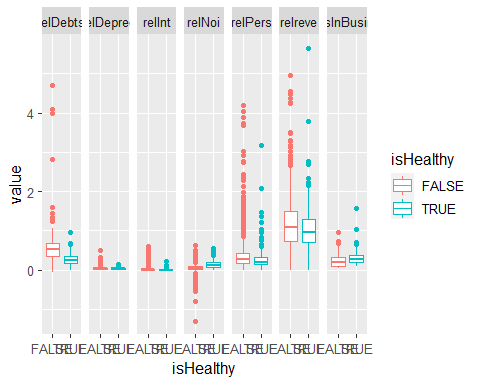 elDebts elDepre relInt relNoi relPers relreve sInBusi
value
4
2
0
isHealthy
FALSE
TRUE
isHealthy